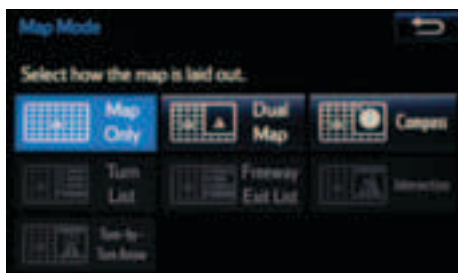 Map Mode
Select how the map is laid out.
Map
Only
Dual
Map
Compass
Turn
List
Freeway
Exit List
Intersection
Turn-by-
Turn Arrow